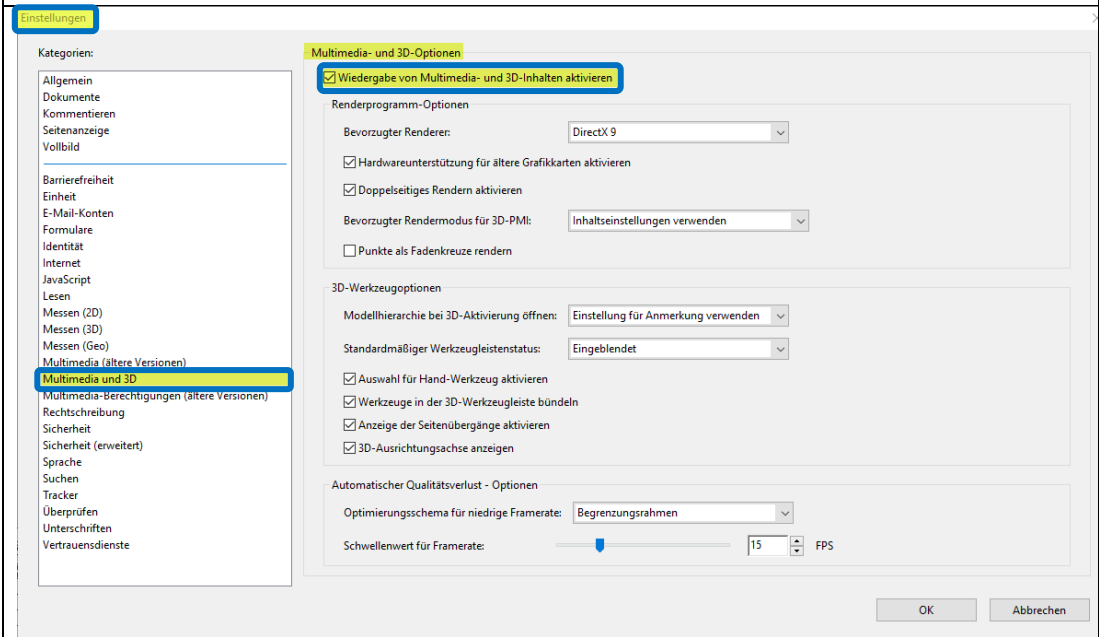 Einstellungen
Kategorien:
Allgemein
Dokumente
Kommentieren
Seitenanzeige
Vollbild
Barrierefreiheit
Einheit
E-Mail-Konten
Formulare
Identität
Internet
JavaScript
Lesen
Messen (2D)
Messen (3D)
Messen (Geo)
Multimedia (ältere Versionen)
Multimedia und 3D
Multimedia-Berechtigungen (ältere Versionen)
Rechtschreibung
Sicherheit
Sicherheit (erweitert)
Sprache
Suchen
Tracker
Überprüfen
Unterschriften
Vertrauensdienste
Multimedia- und 3D-Optionen
Wiedergabe von Multimedia- und 3D-Inhalten aktivieren
Renderprogramm-Optionen
Bevorzugter Renderer: DirectX 9
Hardwareunterstützung für ältere Grafikkarten aktivieren
Doppelseitiges Rendern aktivieren
Bevorzugter Rendermodus für 3D-PMI: Inhaltseinstellungen verwenden
Punkte als Fadenkreuze rendern
3D-Werkzeugoptionen
Modellhierarchie bei 3D-Aktivierung öffnen: Einstellung für Anmerkung verwenden
Standardmäßiger Werkzeugleistenstatus: Eingeblendet
Auswahl für Hand-Werkzeug aktivieren
Werkzeuge in der 3D-Werkzeugleiste bündeln
Anzeige der Seitenübergänge aktivieren
3D-Ausrichtungsachse anzeigen
Automatischer Qualitätsverlust - Optionen
Optimierungsschema für niedrige Framerate: Begrenzungsrahmen
Schwellenwert für Framerate: 15 FPS
OK Abbrechen